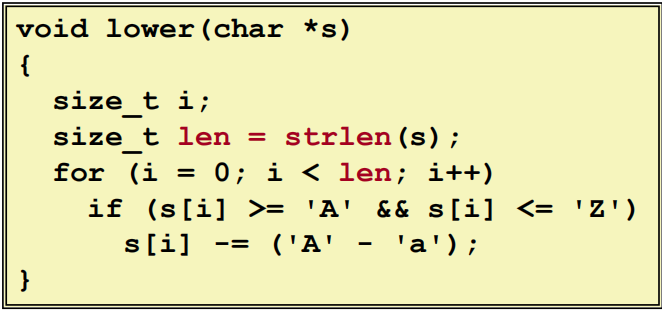 void lower(char *s)
{
  size_t i;
  size_t len = strlen(s);
  for (i = 0; i < len; i++)
    if (s[i] >= 'A' && s[i] <= 'Z')
      s[i] -= ('A' - 'a');
}